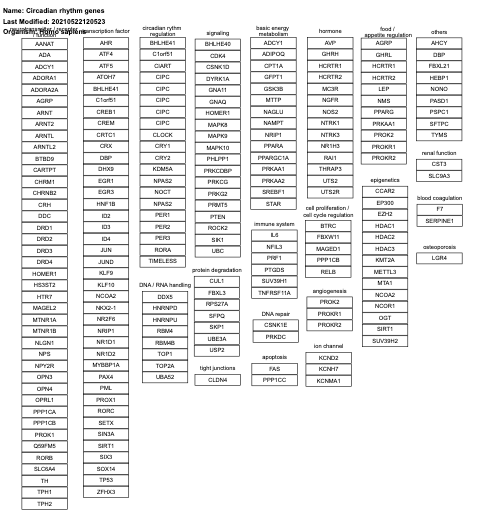 Name: Circadian rhythm genes
Last Modified: 20210522120523
Organism: Homo sapiens
neurotransmitter / receptor / function
AANAT
ADA
ADCY1
ADORA1
ADORA2A
AGRP
ARNT
ARNT2
ARNTL
ARNTL2
BTBD9
CARTPT
CHRM1
CHRNB2
CRH
DDC
DRD1
DRD2
DRD3
DRD4
HOMER1
HS3ST2
HTR7
MAGEL2
MTNR1A
MTNR1B
NLGN1
NPS
NPY2R
OPN3
OPN4
OPRL1
PPP1CA
PPP1CB
PROK1
Q59FM5
RORB
SLC6A4
TH
TPH1
TPH2
transcription factor
AHR
ATF4
ATF5
ATOH7
BHLHE41
C1orf51
CREB1
CREM
CRTC1
CRX
CRY2
DHX9
EGR1
EGR3
HNF1B
ID2
ID3
ID4
JUN
JUND
KLF9
KLF10
NCOA2
NKX2-1
NR2F6
NRIP1
NR1D1
NR1D2
MYBBP1A
PAX4
PML
PROX1
RORC
SETX
SIN3A
SIRT1
SIX3
SOX14
TP53
ZFHX3
circadian rythm
regulation
BHLHE41
C1orf51
CIART
CIPC
CIPC
CIPC
CIPC
CIPC
CLOCK
CRY1
DBP
KDM5A
NPAS2
NOCT
NPAS2
PER1
PER2
PER3
RORA
TIMELESS
DNA / RNA handling
DDX5
HNRNPD
HNRNPU
RBM4
RBM4B
TOP1
TOP2A
UBA52
signaling
BHLHE40
CDK4
CSNK1D
DYRK1A
GNA11
GNAQ
HOMER1
MAPK8
MAPK9
MAPK10
PHLPP1
PRKCDBP
PRKCG
PRKG2
PRMT5
PTEN
ROCK2
SIK1
UBC
protein degradation
CUL1
FBXL3
RPS27A
SFPQ
SKP1
UBE3A
USP2
tight junctions
CLDN4
basic energy
metabolism
ADCY1
ADIPOQ
CPT1A
GFPT1
GSK3B
MTTP
NAGLU
NAMPT
NRIP1
PPARA
PPARGC1A
PRKAA1
PRKAA2
SREBF1
STAR
immune system
IL6
NFIL3
PRF1
PTGDS
SUV39H1
TNFRSF11A
DNA repair
CSNK1E
PRKDC
apoptosis
FAS
PPP1CC
hormone
AVP
GHRH
HCRTR1
HCRTR2
MC3R
NGFR
NOS2
NTRK1
NTRK3
NR1H3
RAI1
THRAP3
UTS2
UTS2R
cell proliferation /
cell cycle regulation
BTRC
FBXW11
MAGED1
PPP1CB
RELB
angiogenesis
PROK2
PROKR1
PROKR2
ion channel
KCND2
KCNH7
KCNMA1
food /
appetite regulation
AGRP
GHRL
HCRTR1
HCRTR2
LEP
NMS
PPARG
PRKAA1
PROK2
PROKR1
PROKR2
epigenetics
CCAR2
EP300
EZH2
HDAC1
HDAC2
HDAC3
KMT2A
METTL3
MTA1
NCOA2
NCOR1
OGT
SIRT1
SUV39H2
others
AHCY
DBP
FBXL21
HEBP1
NONO
PASD1
PSPC1
SFTPC
TYMS
renal function
CST3
SLC9A3
blood coagulation
F7
SERPINE1
osteoporosis
LGR4